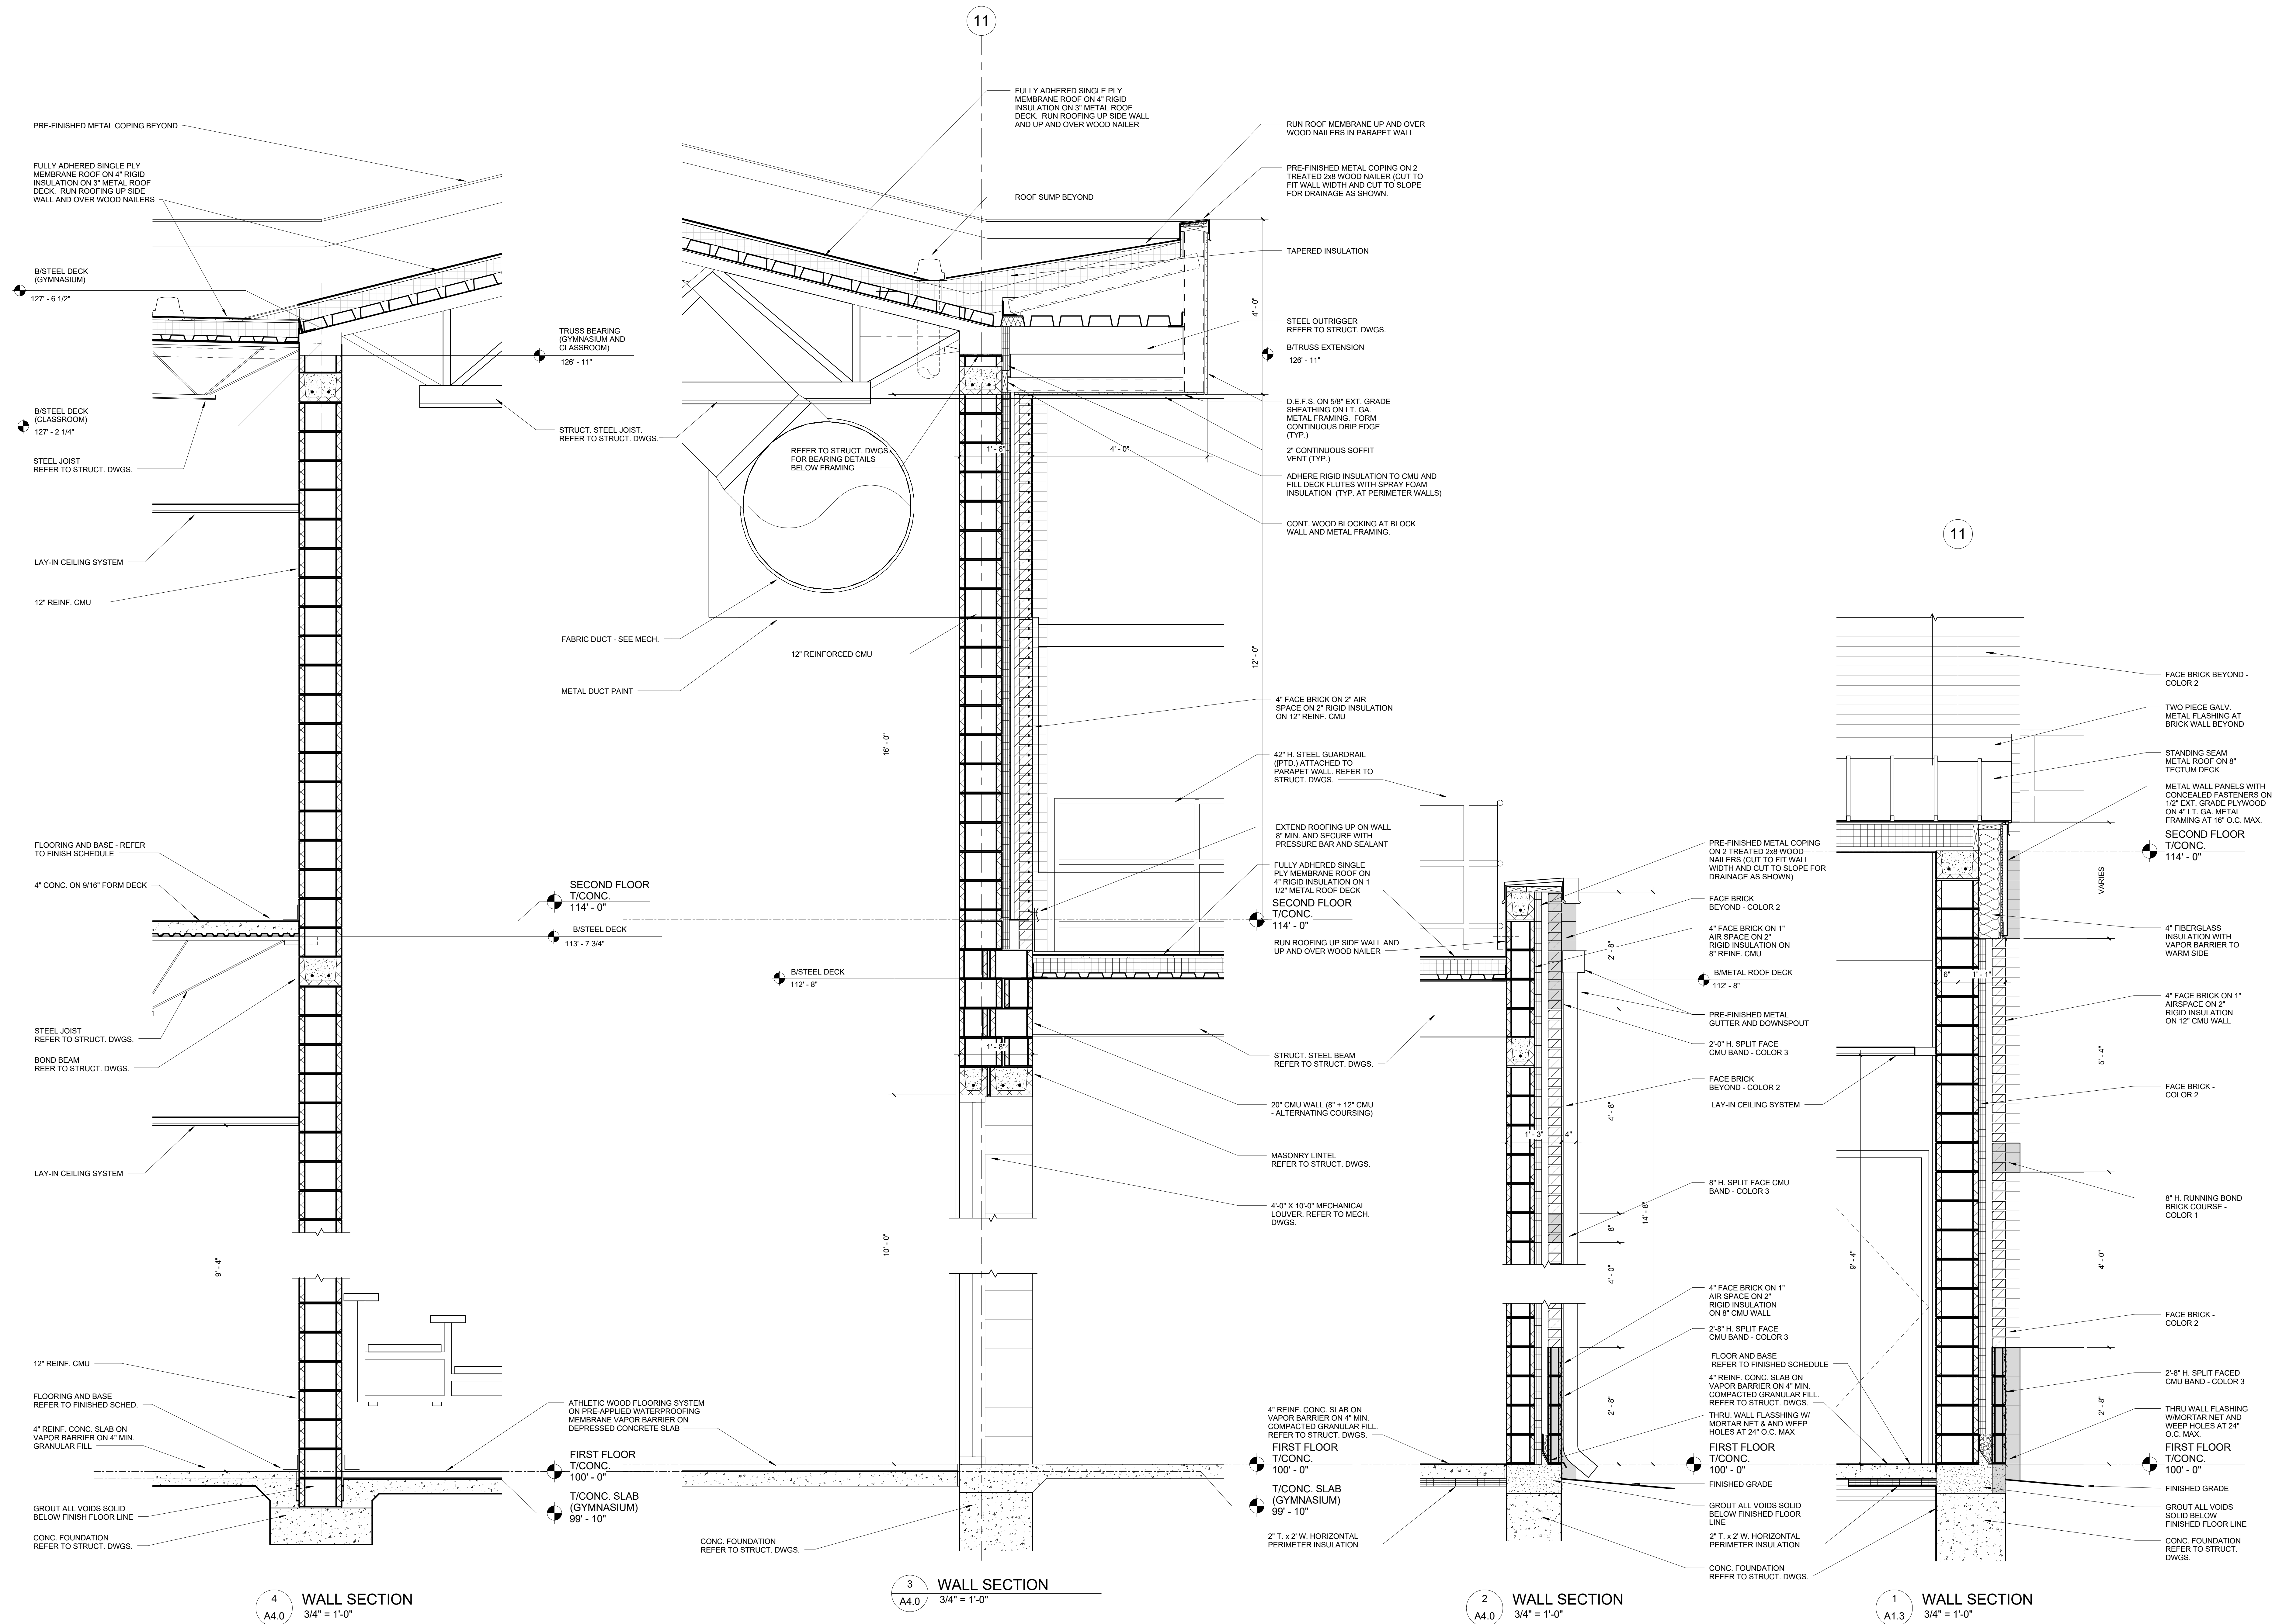 11
PRE-FINISHED METAL COPING BEYOND
FULLY ADHERED SINGLE PLY
MEMBRANE ROOF ON 4" RIGID
INSULATION ON 3" METAL ROOF
DECK. RUN ROOFING UP SIDE
WALL AND OVER WOOD NAILERS
B/STEEL DECK
(GYMNASIUM)
127' - 6 1/2"
B/STEEL DECK
(CLASSROOM)
127' - 2 1/4"
STEEL JOIST
REFER TO STRUCT. DWGS.
LAY-IN CEILING SYSTEM
12" REINF. CMU
FLOORING AND BASE - REFER
TO FINISH SCHEDULE
4" CONC. ON 9/16" FORM DECK
STEEL JOIST
REFER TO STRUCT. DWGS.
BOND BEAM
REER TO STRUCT. DWGS.
LAY-IN CEILING SYSTEM
9' - 4"
12" REINF. CMU
FLOORING AND BASE
REFER TO FINISHED SCHED.
4" REINF. CONC. SLAB ON
VAPOR BARRIER ON 4" MIN.
GRANULAR FILL
GROUT ALL VOIDS SOLID
BELOW FINISH FLOOR LINE
CONC. FOUNDATION
REFER TO STRUCT. DWGS.
TRUSS BEARING
(GYMNASIUM AND
CLASSROOM)
126' - 11"
STRUCT. STEEL JOIST.
REFER TO STRUCT. DWGS.
FABRIC DUCT - SEE MECH.
METAL DUCT PAINT
SECOND FLOOR
T/CONC.
114' - 0"
B/STEEL DECK
113' - 7 3/4"
ATHLETIC WOOD FLOORING SYSTEM
ON PRE-APPLIED WATERPROOFING
MEMBRANE VAPOR BARRIER ON
DEPRESSED CONCRETE SLAB
FIRST FLOOR
T/CONC.
100' - 0"
T/CONC. SLAB
(GYMNASIUM)
99' - 10"
4
A4.0
WALL SECTION
3/4" = 1'-0"
FULLY ADHERED SINGLE PLY
MEMBRANE ROOF ON 4" RIGID
INSULATION ON 3" METAL ROOF
DECK. RUN ROOFING UP SIDE WALL
AND UP AND OVER WOOD NAILER
ROOF SUMP BEYOND
RUN ROOF MEMBRANE UP AND OVER
WOOD NAILERS IN PARAPET WALL
PRE-FINISHED METAL COPING ON 2
TREATED 2x8 WOOD NAILER (CUT TO
FIT WALL WIDTH AND CUT TO SLOPE
FOR DRAINAGE AS SHOWN.
TAPERED INSULATION
4' - 0"
STEEL OUTRIGGER
REFER TO STRUCT. DWGS.
B/TRUSS EXTENSION
126' - 11"
D.E.F.S. ON 5/8" EXT. GRADE
SHEATHING ON LT. GA.
METAL FRAMING. FORM
CONTINUOUS DRIP EDGE
(TYP.)
2" CONTINUOUS SOFFIT
VENT (TYP.)
ADHERE RIGID INSULATION TO CMU AND
FILL DECK FLUTES WITH SPRAY FOAM
INSULATION (TYP. AT PERIMETER WALLS)
CONT. WOOD BLOCKING AT BLOCK
WALL AND METAL FRAMING.
REFER TO STRUCT. DWGS.
FOR BEARING DETAILS
BELOW FRAMING
1' - 8"
4' - 0"
12" REINFORCED CMU
12' - 0"
16' - 0"
4" FACE BRICK ON 2" AIR
SPACE ON 2" RIGID INSULATION
ON 12" REINF. CMU
42" H. STEEL GUARDRAIL
([PTD.) ATTACHED TO
PARAPET WALL. REFER TO
STRUCT. DWGS.
EXTEND ROOFING UP ON WALL
8" MIN. AND SECURE WITH
PRESSURE BAR AND SEALANT
FULLY ADHERED SINGLE
PLY MEMBRANE ROOF ON
4" RIGID INSULATION ON 1
1/2" METAL ROOF DECK
SECOND FLOOR
T/CONC.
114' - 0"
RUN ROOFING UP SIDE WALL AND
UP AND OVER WOOD NAILER
B/STEEL DECK
112' - 8"
1' - 8"
STRUCT. STEEL BEAM
REFER TO STRUCT. DWGS.
20" CMU WALL (8" + 12" CMU
- ALTERNATING COURSING)
MASONRY LINTEL
REFER TO STRUCT. DWGS.
4'-0" X 10'-0" MECHANICAL
LOUVER. REFER TO MECH.
DWGS.
10' - 0"
4" REINF. CONC. SLAB ON
VAPOR BARRIER ON 4" MIN.
COMPACTED GRANULAR FILL.
REFER TO STRUCT. DWGS.
FIRST FLOOR
T/CONC.
100' - 0"
T/CONC. SLAB
(GYMNASIUM)
99' - 10"
2" T. x 2' W. HORIZONTAL
PERIMETER INSULATION
CONC. FOUNDATION
REFER TO STRUCT. DWGS.
3
A4.0
WALL SECTION
3/4" = 1'-0"
PRE-FINISHED METAL COPING
ON 2 TREATED 2x8 WOOD
NAILERS (CUT TO FIT WALL
WIDTH AND CUT TO SLOPE FOR
DRAINAGE AS SHOWN)
FACE BRICK
BEYOND - COLOR 2
4" FACE BRICK ON 1"
AIR SPACE ON 2"
RIGID INSULATION ON
8" REINF. CMU
2' - 8"
B/METAL ROOF DECK
112' - 8"
PRE-FINISHED METAL
GUTTER AND DOWNSPOUT
2'-0" H. SPLIT FACE
CMU BAND - COLOR 3
FACE BRICK
BEYOND - COLOR 2
LAY-IN CEILING SYSTEM
4' - 8"
1' - 3"
4"
8" H. SPLIT FACE CMU
BAND - COLOR 3
8"
14' - 8"
4' - 0"
4" FACE BRICK ON 1"
AIR SPACE ON 2"
RIGID INSULATION
ON 8" CMU WALL
2'-8" H. SPLIT FACE
CMU BAND - COLOR 3
FLOOR AND BASE
REFER TO FINISHED SCHEDULE
4" REINF. CONC. SLAB ON
VAPOR BARRIER ON 4" MIN.
COMPACTED GRANULAR FILL.
REFER TO STRUCT. DWGS.
2' - 8"
THRU. WALL FLASSHING W/
MORTAR NET & AND WEEP
HOLES AT 24" O.C. MAX
FIRST FLOOR
T/CONC.
100' - 0"
FINISHED GRADE
GROUT ALL VOIDS SOLID
BELOW FINISHED FLOOR
LINE
2" T. x 2' W. HORIZONTAL
PERIMETER INSULATION
CONC. FOUNDATION
REFER TO STRUCT. DWGS.
2
A4.0
WALL SECTION
3/4" = 1'-0"
11
FACE BRICK BEYOND -
COLOR 2
TWO PIECE GALV.
METAL FLASHING AT
BRICK WALL BEYOND
STANDING SEAM
METAL ROOF ON 8"
TECTUM DECK
METAL WALL PANELS WITH
CONCEALED FASTENERS ON
1/2" EXT. GRADE PLYWOOD
ON 4" LT. GA. METAL
FRAMING AT 16" O.C. MAX.
SECOND FLOOR
T/CONC.
114' - 0"
VARIES
4" FIBERGLASS
INSULATION WITH
VAPOR BARRIER TO
WARM SIDE
6"
1' - 1"
4" FACE BRICK ON 1"
AIRSPACE ON 2"
RIGID INSULATION
ON 12" CMU WALL
5' - 4"
FACE BRICK -
COLOR 2
8" H. RUNNING BOND
BRICK COURSE -
COLOR 1
9' - 4"
4' - 0"
FACE BRICK -
COLOR 2
2'-8" H. SPLIT FACED
CMU BAND - COLOR 3
2' - 8"
THRU WALL FLASHING
W/MORTAR NET AND
WEEP HOLES AT 24"
O.C. MAX.
FIRST FLOOR
T/CONC.
100' - 0"
FINISHED GRADE
GROUT ALL VOIDS
SOLID BELOW
FINISHED FLOOR LINE
CONC. FOUNDATION
REFER TO STRUCT.
DWGS.
1
A1.3
WALL SECTION
3/4" = 1'-0"